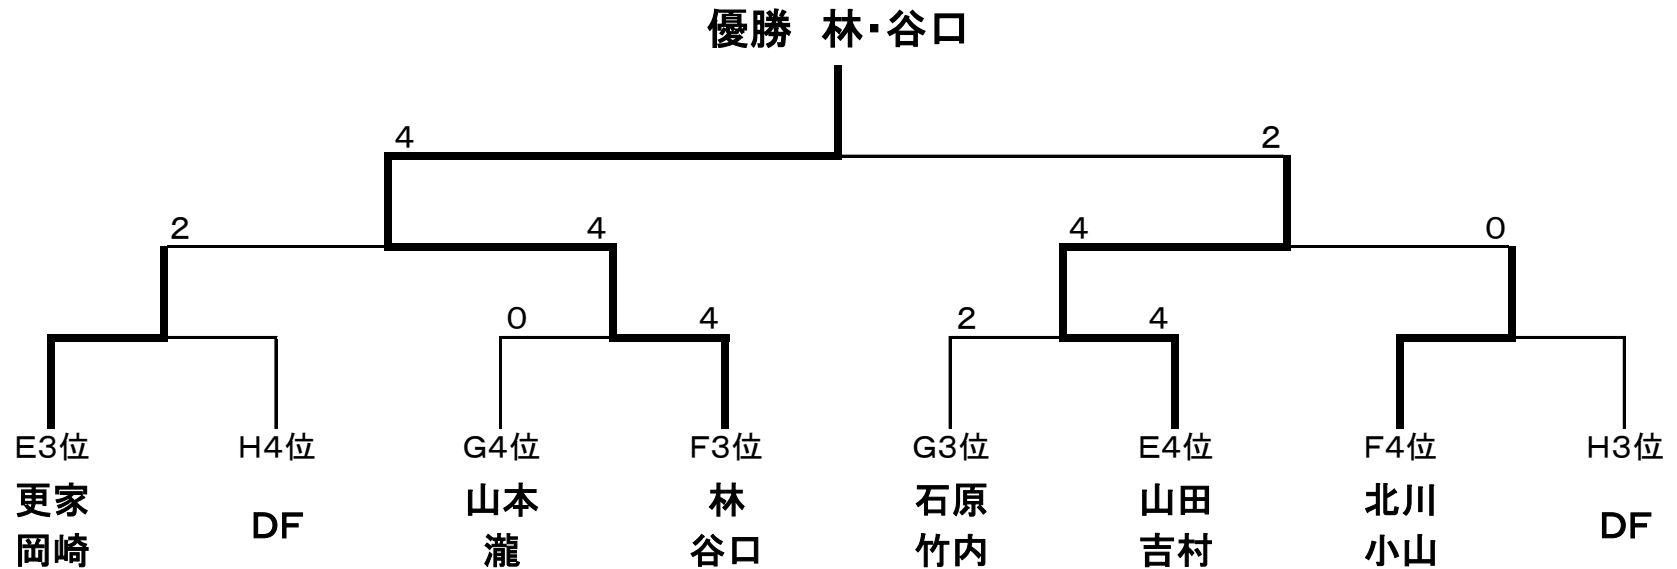 優勝　林・谷口
4 2
2 4 4 0
0 4 2 4
E3位 H4位 G4位 F3位 G3位 E4位 F4位 H3位
更家 山本 林 石原 山田 北川
DF DF
岡崎 瀧 谷口 竹内 吉村 小山